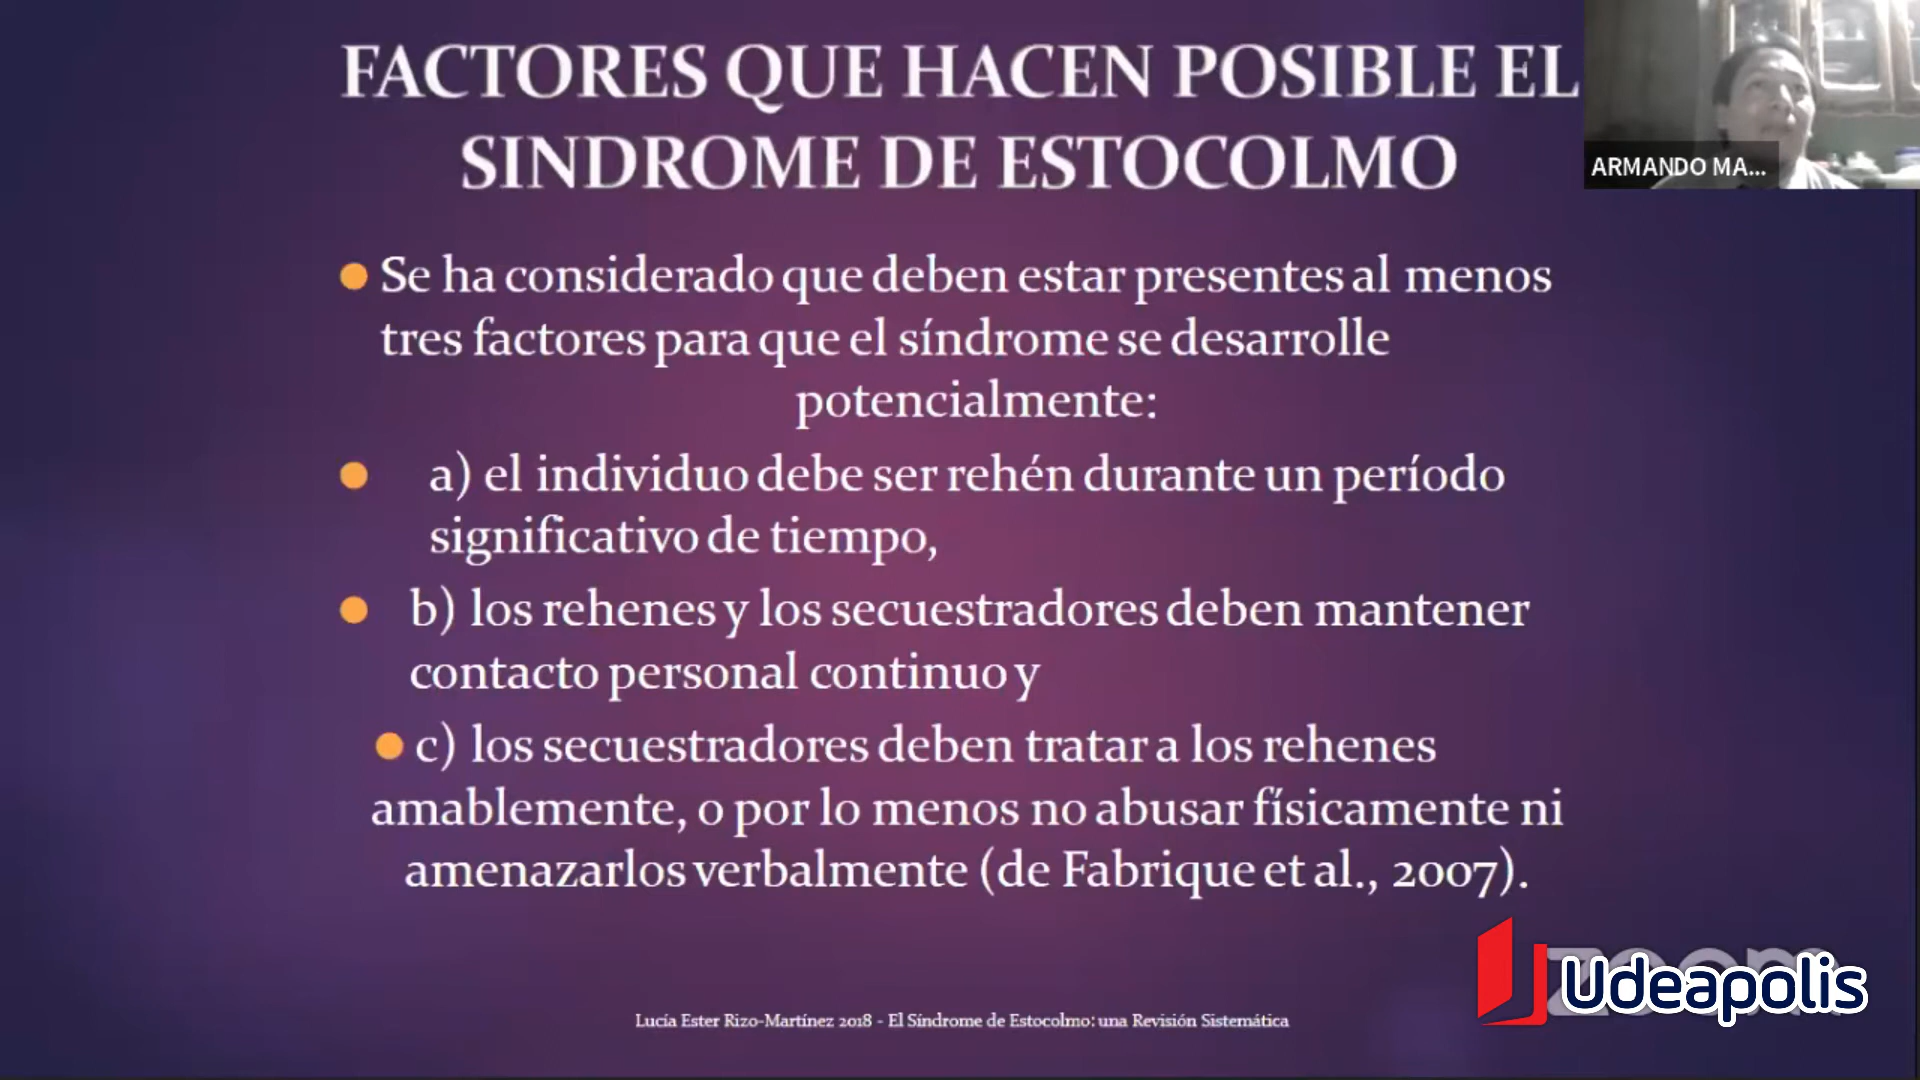 FACTORES QUE HACEN POSIBLE EL
SINDROME DE ESTOCOLMO
ARMANDO MA...
Se ha considerado que deben estar presentes al menos
tres factores para que el síndrome se desarrolle
potencialmente:
a) el individuo debe ser rehén durante un período
significativo de tiempo,
b) los rehenes y los secuestradores deben mantener
contacto personal continuo y
c) los secuestradores deben tratar a los rehenes
amablemente, o por lo menos no abusar físicamente ni
amenazarlos verbalmente (de Fabrique et al., 2007).
zoom
Udeapolis
Lucía Ester Rizo-Martínez 2018 - El Síndrome de Estocolmo: una Revisión Sistemática